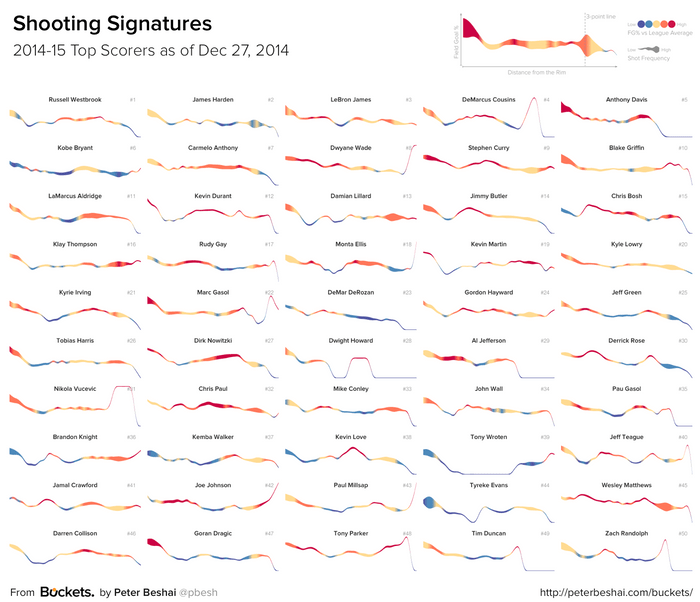 Shooting Signatures
2014-15 Top Scorers as of Dec 27, 2014
Field Goal %
Distance from the Rim
3-point line
Low High
FG% vs League Average
Low High
Shot Frequency
Russell Westbrook #1
James Harden #2
LeBron James #3
DeMarcus Cousins #4
Anthony Davis #5
Kobe Bryant #6
Carmelo Anthony #7
Dwyane Wade #8
Stephen Curry #9
Blake Griffin #10
LaMarcus Aldridge #11
Kevin Durant #12
Damian Lillard #13
Jimmy Butler #14
Chris Bosh #15
Klay Thompson #16
Rudy Gay #17
Monta Ellis #18
Kevin Martin #19
Kyle Lowry #20
Kyrie Irving #21
Marc Gasol #22
DeMar DeRozan #23
Gordon Hayward #24
Jeff Green #25
Tobias Harris #26
Dirk Nowitzki #27
Dwight Howard #28
Al Jefferson #29
Derrick Rose #30
Nikola Vucevic #31
Chris Paul #32
Mike Conley #33
John Wall #34
Pau Gasol #35
Brandon Knight #36
Kemba Walker #37
Kevin Love #38
Tony Wroten #39
Jeff Teague #40
Jamal Crawford #41
Joe Johnson #42
Paul Millsap #43
Tyreke Evans #44
Wesley Matthews #45
Darren Collison #46
Goran Dragic #47
Tony Parker #48
Tim Duncan #49
Zach Randolph #50
From Buckets. by Peter Beshai @pbesh
http://peterbeshai.com/buckets/